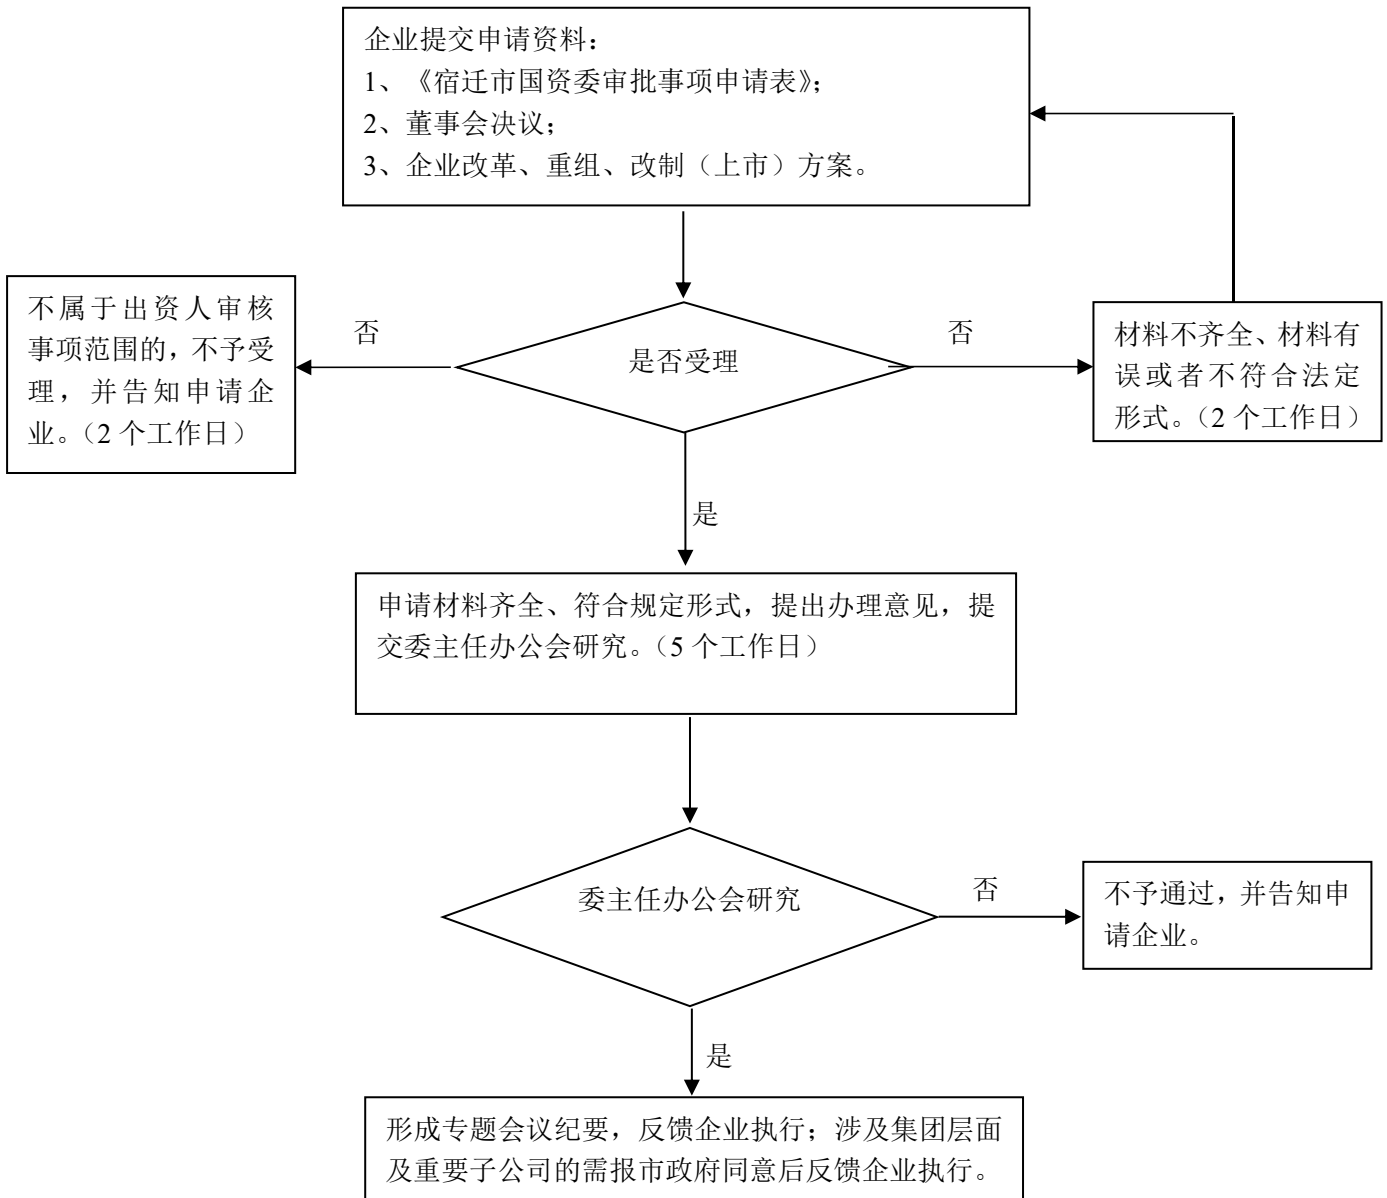 企业提交申请资料：
1、《宿迁市国资委审批事项申请表》；
2、董事会决议；
3、企业改革、重组、改制（上市）方案。
不属于出资人审核
事项范围的，不予受
理，并告知申请企
业。（2 个工作日）
否
是否受理
否
材料不齐全、材料有
误或者不符合法定
形式。（2 个工作日）
是
申请材料齐全、符合规定形式，提出办理意见，提
交委主任办公会研究。（5 个工作日）
委主任办公会研究
否
不予通过，并告知申
请企业。
是
形成专题会议纪要，反馈企业执行；涉及集团层面
及重要子公司的需报市政府同意后反馈企业执行。